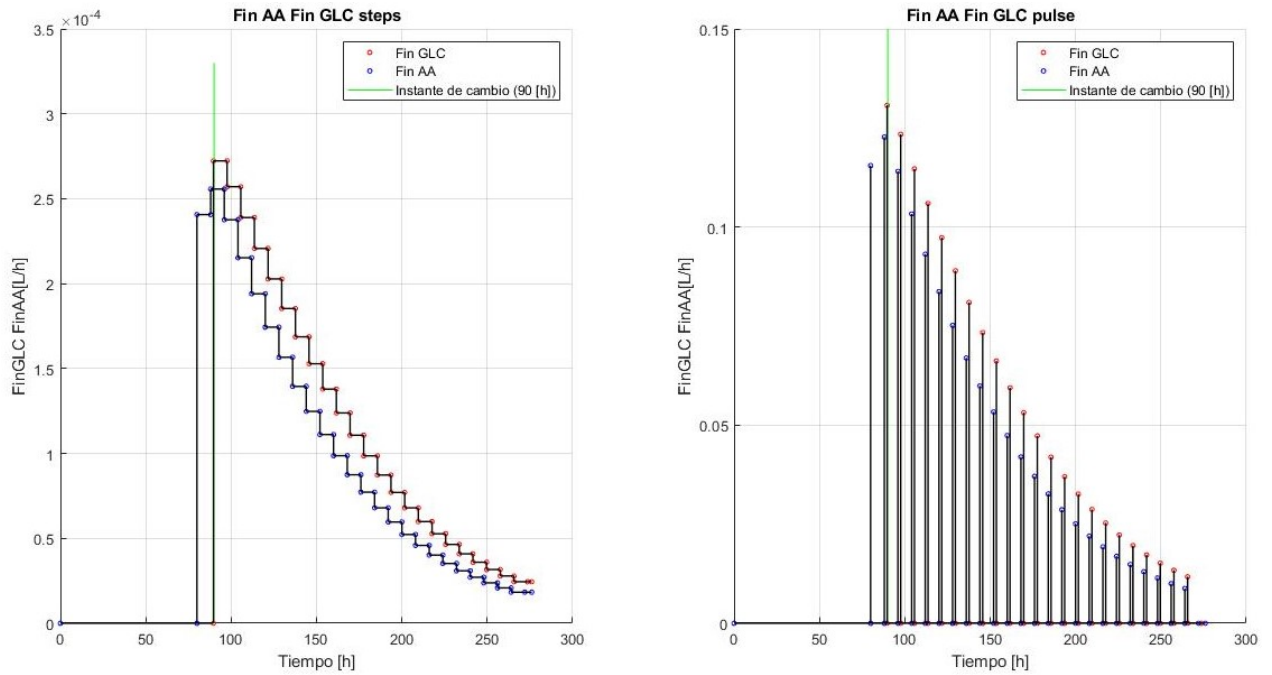 Fin AA Fin GLC steps
×10⁻⁴
3.5
3
2.5
2
1.5
1
0.5
0
FinGLC FinAA[L/h]
0 50 100 150 200 250 300
Tiempo [h]
Fin GLC
Fin AA
Instante de cambio (90 [h])
Fin AA Fin GLC pulse
0.15
0.1
0.05
0
FinGLC FinAA[L/h]
0 50 100 150 200 250 300
Tiempo [h]
Fin GLC
Fin AA
Instante de cambio (90 [h])